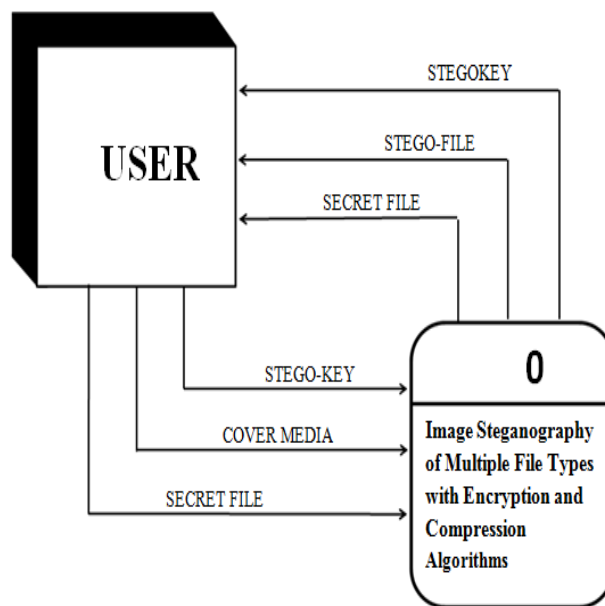 STEGOKEY
STEGO-FILE
USER
SECRET FILE
STEGO-KEY
0
COVER MEDIA
Image Steganography
of Multiple File Types
with Encryption and
Compression
Algorithms
SECRET FILE